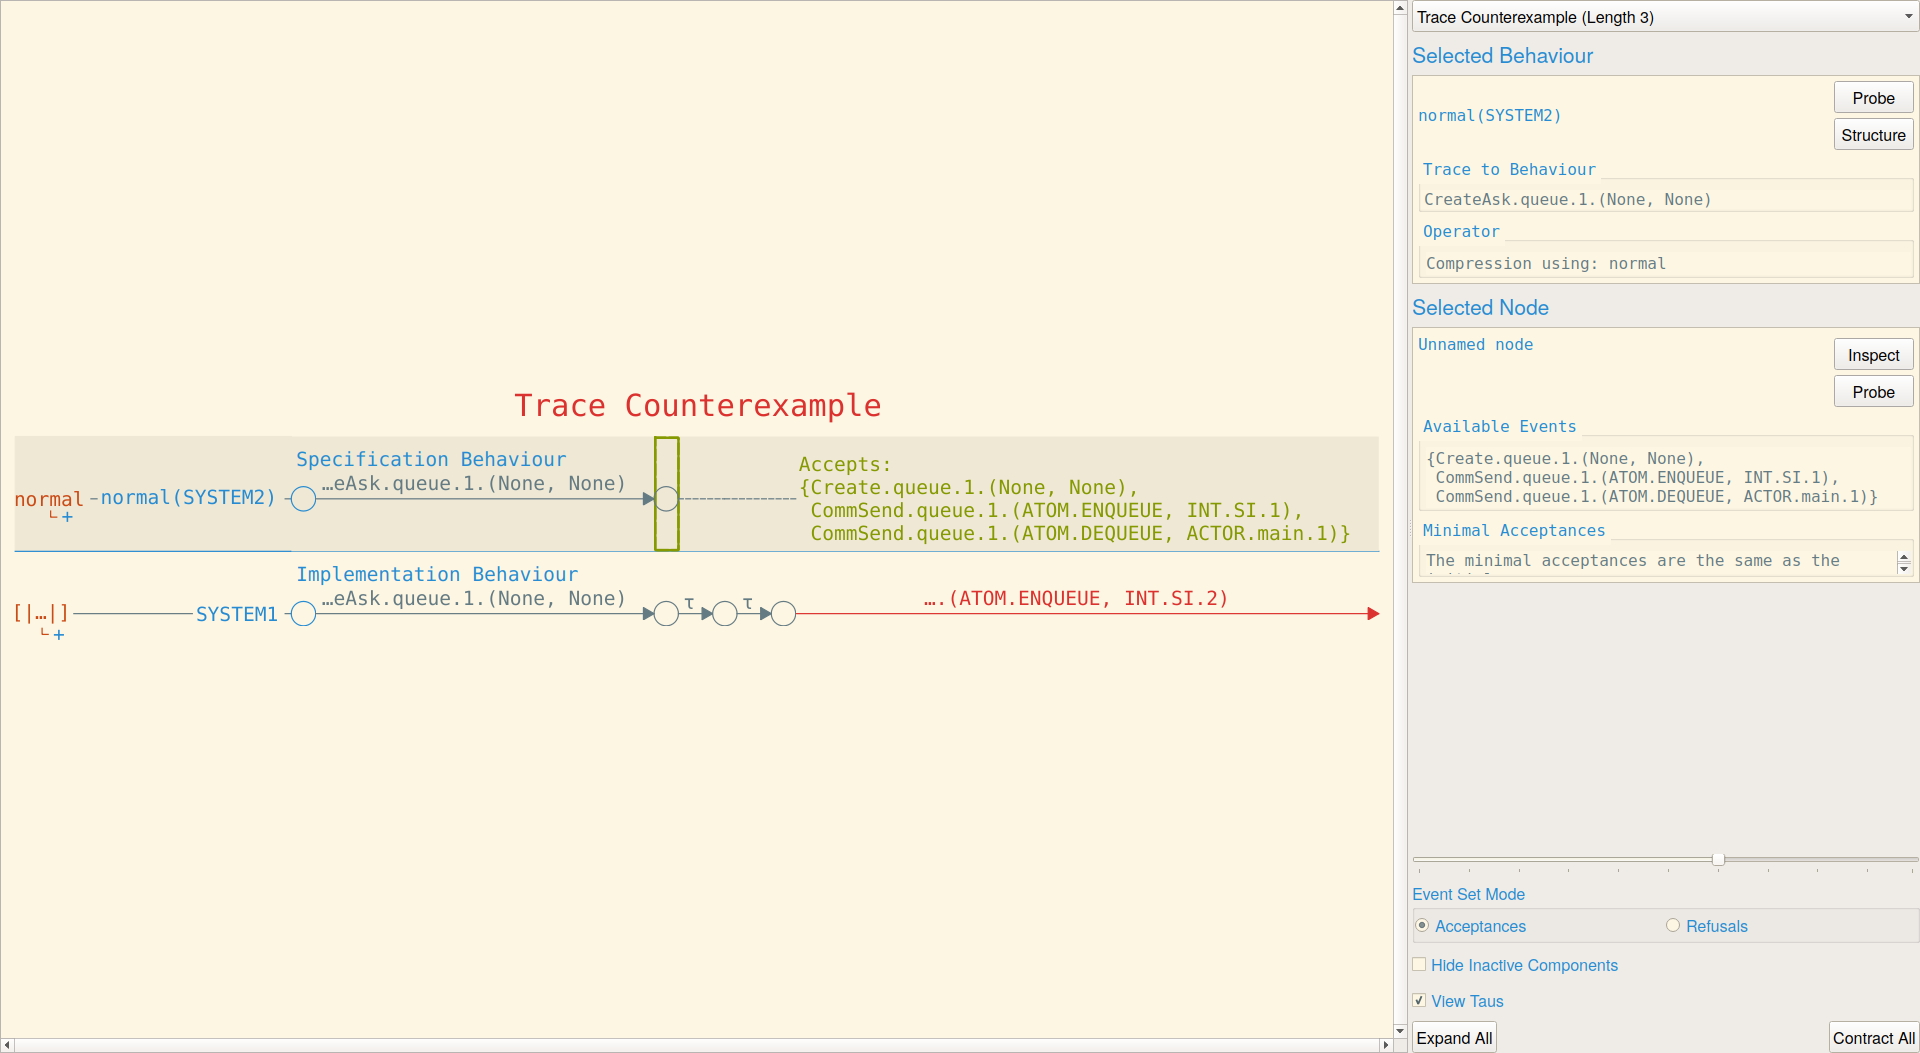 Trace Counterexample
Specification Behaviour
…eAsk.queue.1.(None, None)
normal
normal(SYSTEM2)
+
Accepts:
{Create.queue.1.(None, None),
CommSend.queue.1.(ATOM.ENQUEUE, INT.SI.1),
CommSend.queue.1.(ATOM.DEQUEUE, ACTOR.main.1)}
Implementation Behaviour
…eAsk.queue.1.(None, None)
[|…|]
SYSTEM1
+
τ
τ
….(ATOM.ENQUEUE, INT.SI.2)
Trace Counterexample (Length 3)
Selected Behaviour
normal(SYSTEM2)
Probe
Structure
Trace to Behaviour
CreateAsk.queue.1.(None, None)
Operator
Compression using: normal
Selected Node
Unnamed node
Inspect
Probe
Available Events
{Create.queue.1.(None, None),
CommSend.queue.1.(ATOM.ENQUEUE, INT.SI.1),
CommSend.queue.1.(ATOM.DEQUEUE, ACTOR.main.1)}
Minimal Acceptances
The minimal acceptances are the same as the
Event Set Mode
Acceptances
Refusals
Hide Inactive Components
View Taus
Expand All
Contract All